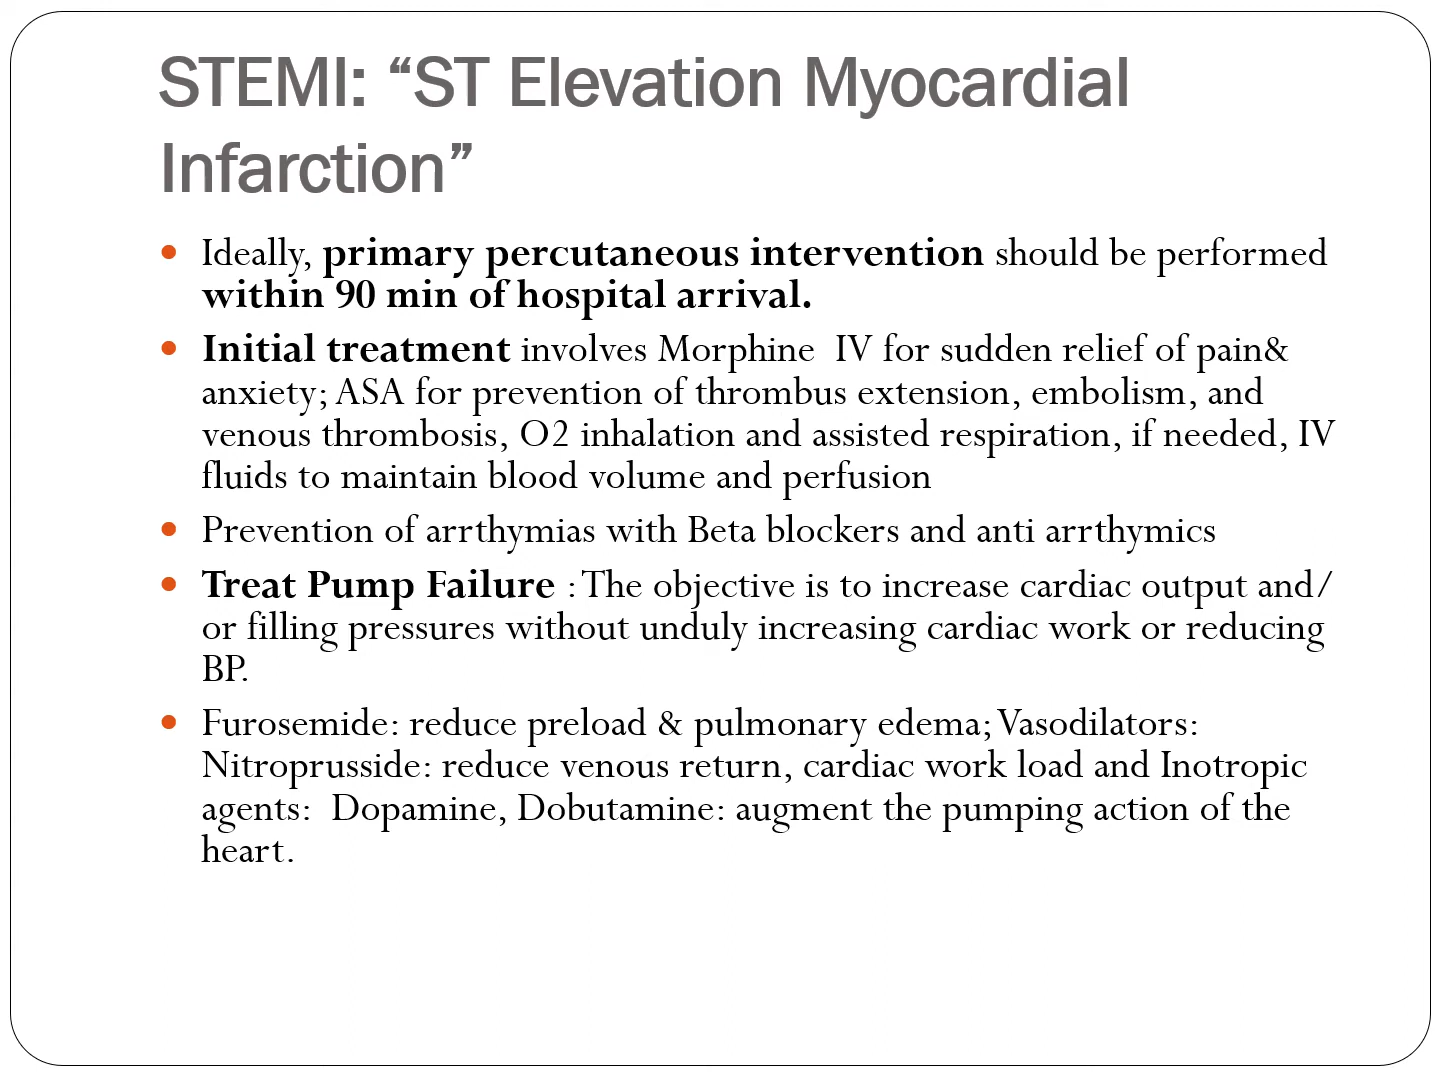 STEMI: “ST Elevation Myocardial
Infarction”
• Ideally, primary percutaneous intervention should be performed
within 90 min of hospital arrival.
• Initial treatment involves Morphine  IV for sudden relief of pain&
anxiety; ASA for prevention of thrombus extension, embolism, and
venous thrombosis, O2 inhalation and assisted respiration, if needed, IV
fluids to maintain blood volume and perfusion
• Prevention of arrthymias with Beta blockers and anti arrthymics
• Treat Pump Failure : The objective is to increase cardiac output and/
or filling pressures without unduly increasing cardiac work or reducing
BP.
• Furosemide: reduce preload & pulmonary edema; Vasodilators:
Nitroprusside: reduce venous return, cardiac work load and Inotropic
agents:  Dopamine, Dobutamine: augment the pumping action of the
heart.